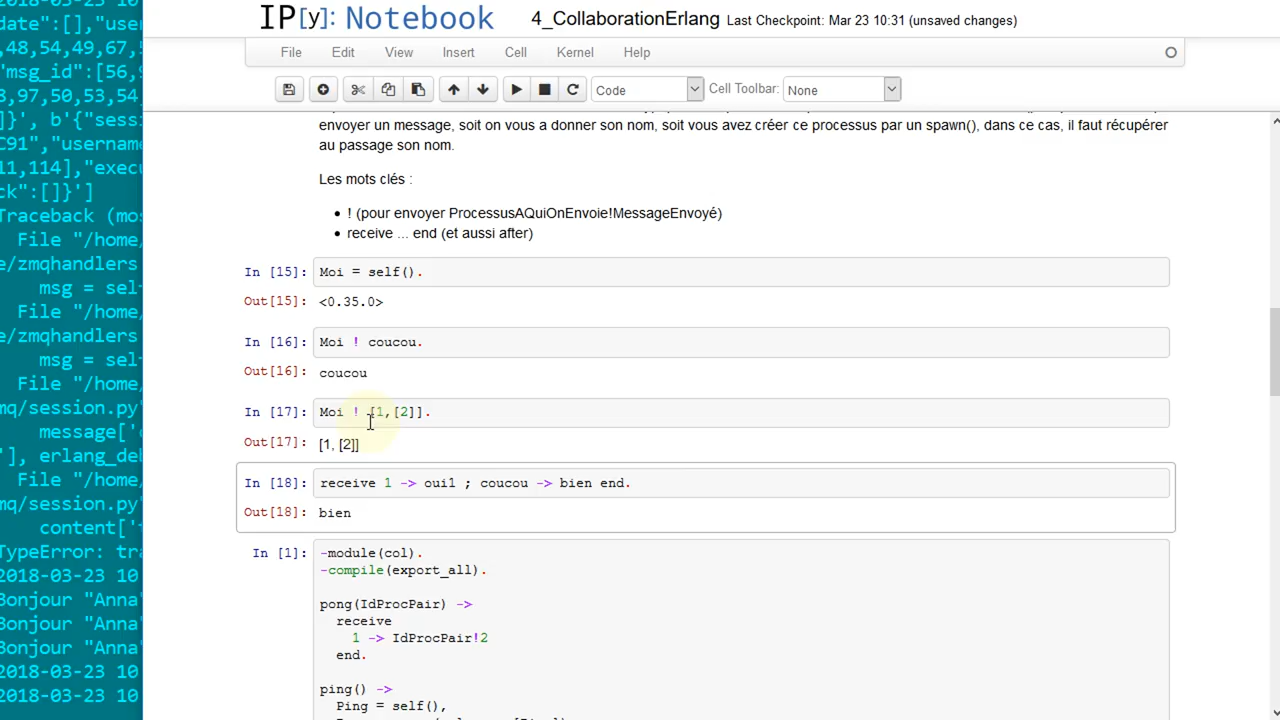 date":[],"use
,48,54,49,67,5
"msg_id":[56,9
8,97,50,53,54,
]}', b'{"sess
C91","username
11,114],"exec
ck":[]}']
Traceback (mos
File "/home,
e/zmqhandlers
msg = sel
File "/home,
e/zmqhandlers
msg = sel
File "/home,
mq/session.py"
message['c
'], erlang_de
File "/home,
mq/session.py"
content['
TypeError: tra
2018-03-23 10
Bonjour "Anna"
Bonjour "Anna"
Bonjour "Anna"
2018-03-23 10
2018-03-23 10
IP[y]: Notebook 4_CollaborationErlang Last Checkpoint: Mar 23 10:31 (unsaved changes)
File Edit View Insert Cell Kernel Help
Code Cell Toolbar: None
envoyer un message, soit on vous a donner son nom, soit vous avez créer ce processus par un spawn(), dans ce cas, il faut récupérer
au passage son nom.
Les mots clés :
• ! (pour envoyer ProcessusAQuiOnEnvoie!MessageEnvoyé)
• receive ... end (et aussi after)
In [15]: Moi = self().
Out[15]: <0.35.0>
In [16]: Moi ! coucou.
Out[16]: coucou
In [17]: Moi ! [1,[2]].
Out[17]: [1, [2]]
In [18]: receive 1 -> oui1 ; coucou -> bien end.
Out[18]: bien
In [1]: -module(col).
-compile(export_all).
pong(IdProcPair) ->
receive
1 -> IdProcPair!2
end.
ping() ->
Ping = self(),